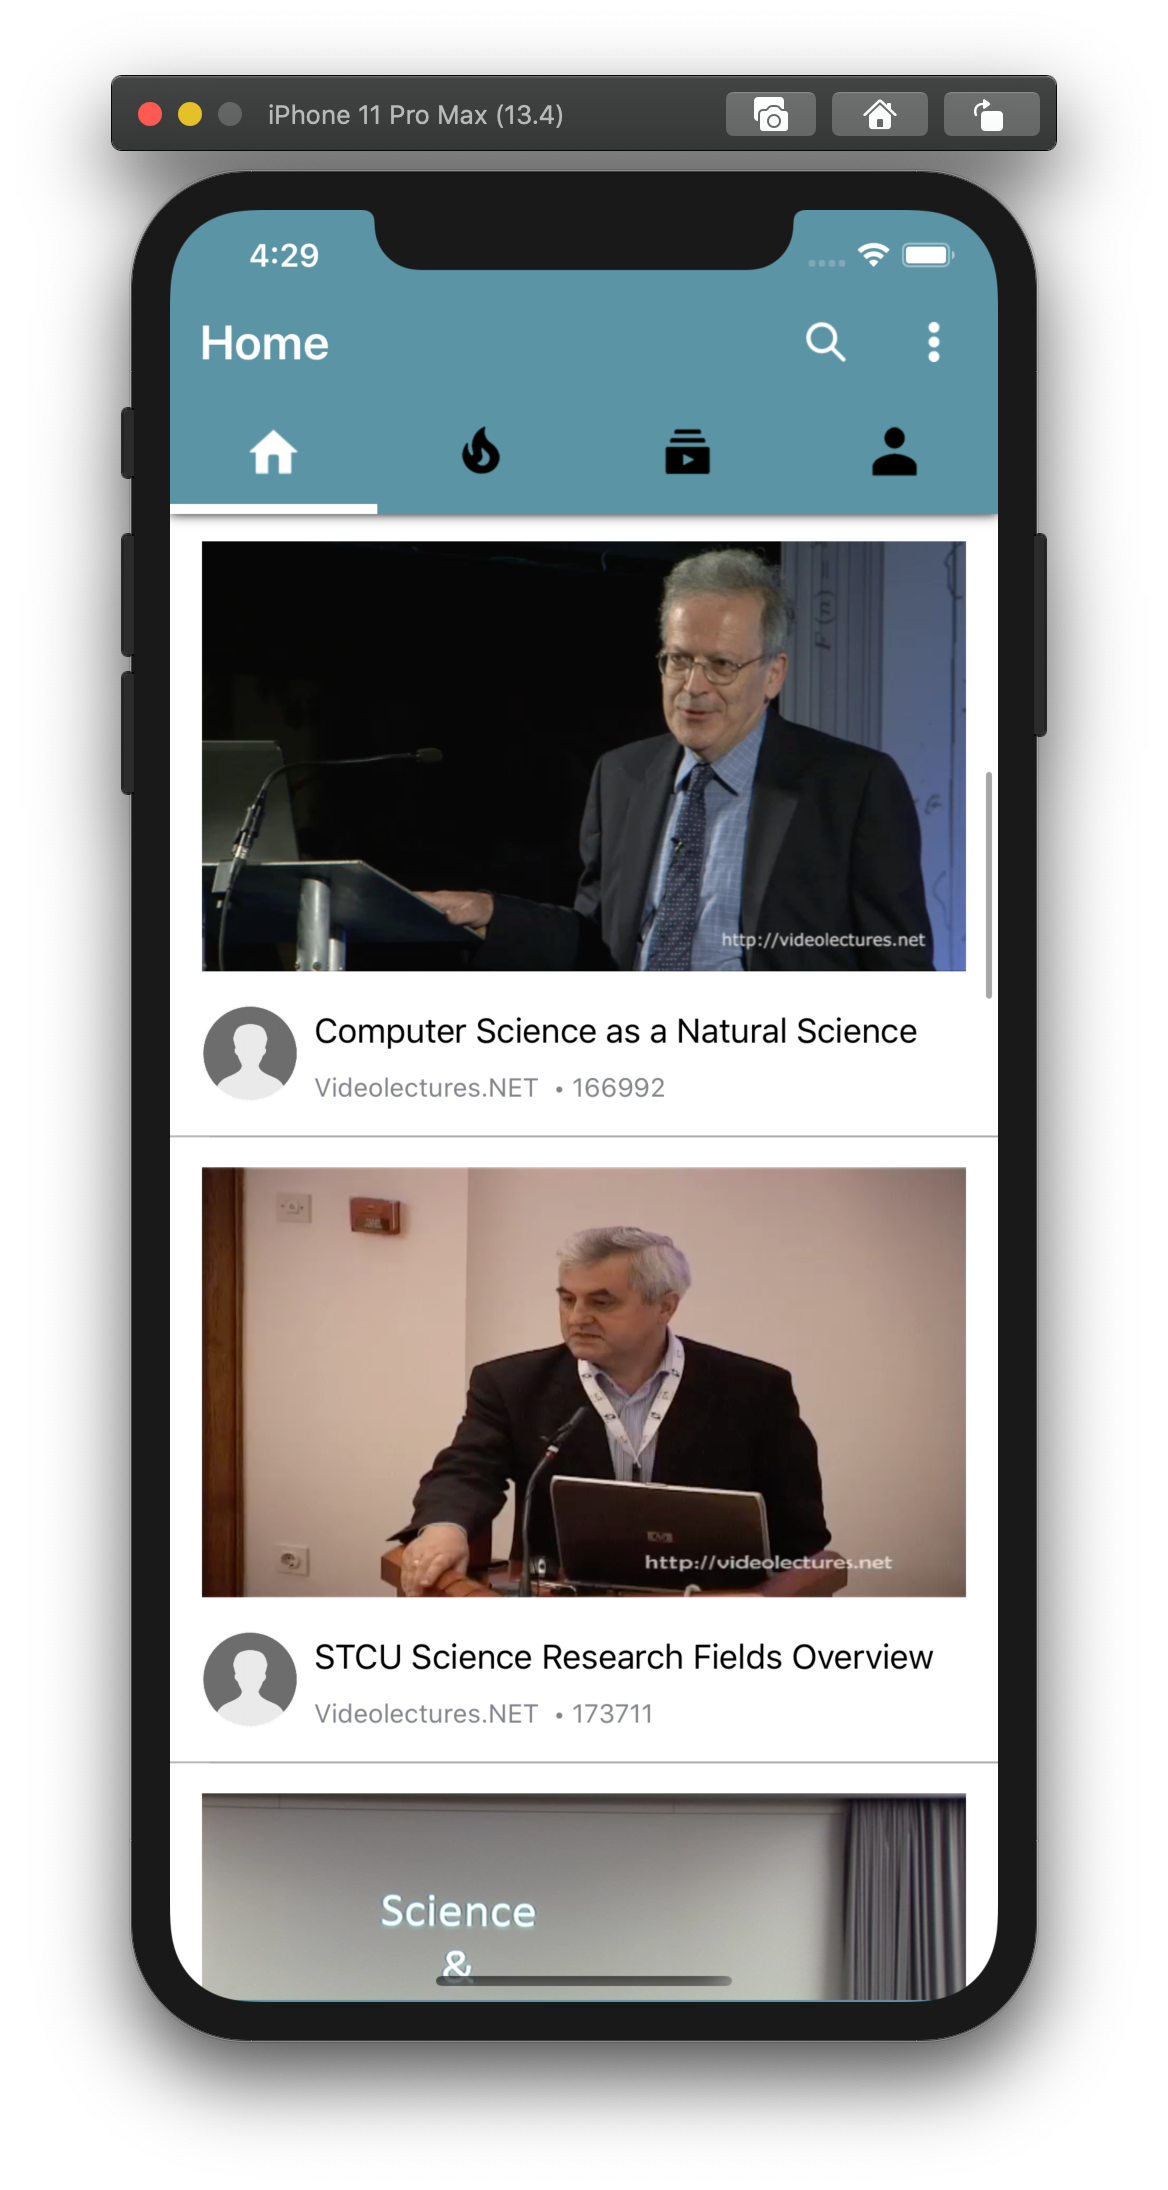 iPhone 11 Pro Max (13.4)
4:29
Home
http://videolectures.net
Computer Science as a Natural Science
Videolectures.NET • 166992
http://videolectures.net
STCU Science Research Fields Overview
Videolectures.NET • 173711
Science
&